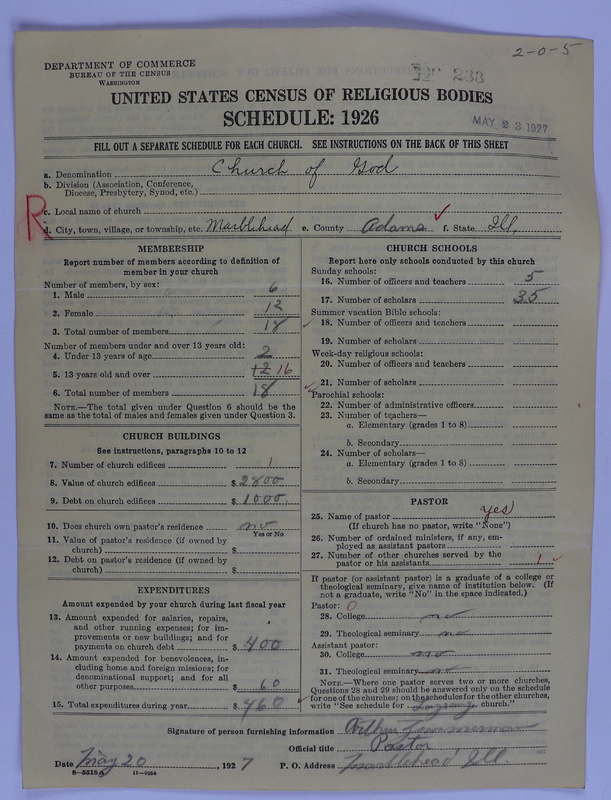 2-0-5
DEPARTMENT OF COMMERCE
BUREAU OF THE CENSUS
WASHINGTON
233
UNITED STATES CENSUS OF RELIGIOUS BODIES
SCHEDULE: 1926
MAY 23 1927
FILL OUT A SEPARATE SCHEDULE FOR EACH CHURCH. SEE INSTRUCTIONS ON THE BACK OF THIS SHEET
a. Denomination Church of God
b. Division (Association, Conference,
Diocese, Presbytery, Synod, etc.)
R
c. Local name of church
d. City, town, village, or township, etc. Marblehead e. County Adams f. State Ill.
MEMBERSHIP
Report number of members according to definition of
member in your church
Number of members, by sex:
1. Male 6
2. Female 12
3. Total number of members 18
Number of members under and over 13 years old:
4. Under 13 years of age 2
5. 13 years old and over 12 16
6. Total number of members 18
NOTE.—The total given under Question 6 should be the
same as the total of males and females given under Question 3.
CHURCH BUILDINGS
See instructions, paragraphs 10 to 12
7. Number of church edifices 1
8. Value of church edifices $ 2800
9. Debt on church edifices $ 1000.
10. Does church own pastor's residence no
Yes or No
11. Value of pastor's residence (if owned by
church) $
12. Debt on pastor's residence (if owned by
church) $
EXPENDITURES
Amount expended by your church during last fiscal year
13. Amount expended for salaries, repairs,
and other running expenses; for im-
provements or new buildings; and for
payments on church debt $ 400
14. Amount expended for benevolences, in-
cluding home and foreign missions; for
denominational support; and for all
other purposes $ 60
15. Total expenditures during year $ 460
CHURCH SCHOOLS
Report here only schools conducted by this church
Sunday schools:
16. Number of officers and teachers 5
17. Number of scholars 35
Summer vacation Bible schools:
18. Number of officers and teachers
19. Number of scholars
Week-day religious schools:
20. Number of officers and teachers
21. Number of scholars
Parochial schools:
22. Number of administrative officers
23. Number of teachers—
a. Elementary (grades 1 to 8)
b. Secondary
24. Number of scholars—
a. Elementary (grades 1 to 8)
b. Secondary
PASTOR
25. Name of pastor yes
(If church has no pastor, write "None")
26. Number of ordained ministers, if any, em-
ployed as assistant pastors
27. Number of other churches served by the
pastor or his assistants 1
If pastor (or assistant pastor) is a graduate of a college or
theological seminary, give name of institution below. (If
not a graduate, write "No" in the space indicated.)
Pastor: 0
28. College no
29. Theological seminary no
Assistant pastor:
30. College no
31. Theological seminary no
NOTE.—Where one pastor serves two or more churches,
Questions 28 and 29 should be answered only on the schedule
for one of the churches; on the schedules for the other churches,
write "See schedule for church."
Signature of person furnishing information Arthur Zimmerman
Official title Pastor
Date May 20, 1927 P. O. Address Marblehead Ill.
8-5518a 11-9054